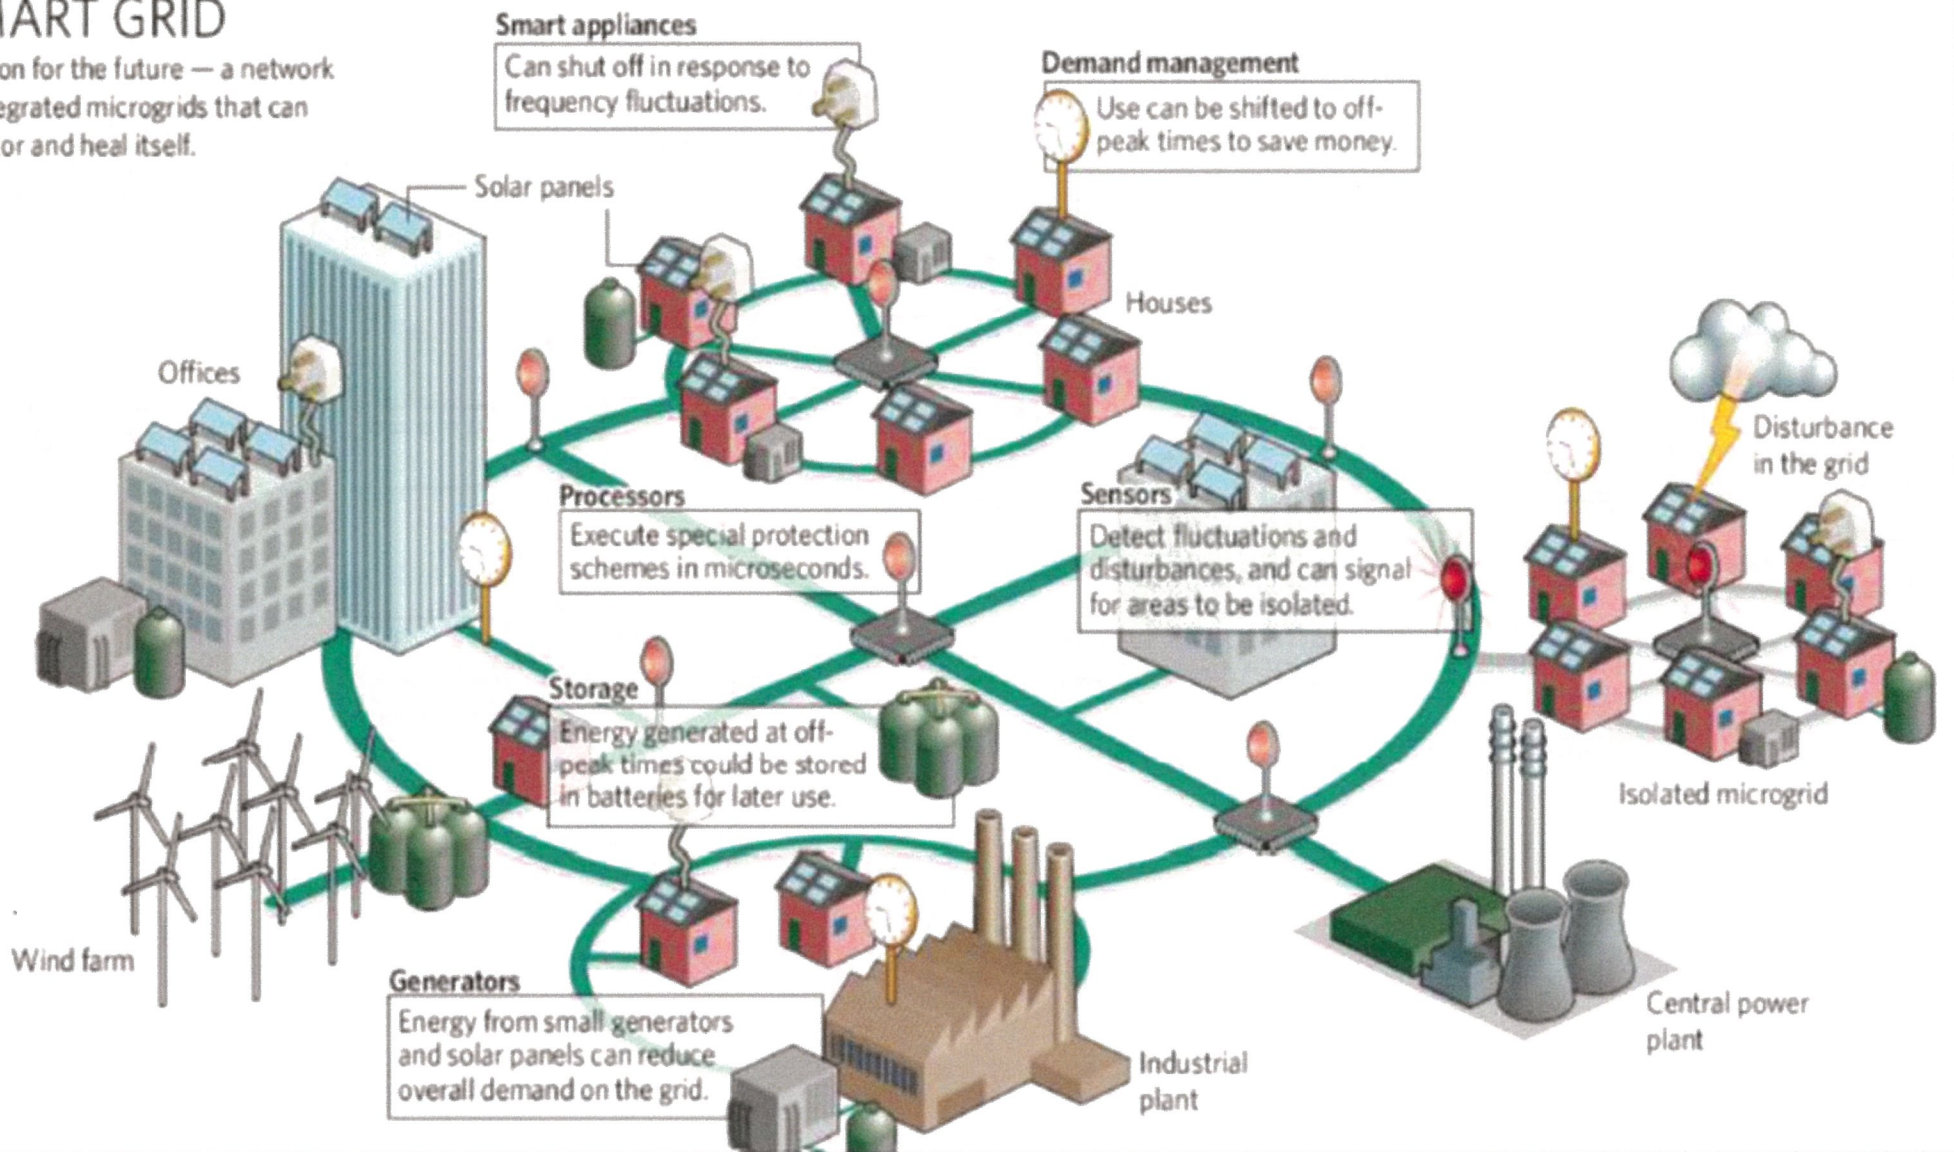 MART GRID
on for the future — a network
egrated microgrids that can
or and heal itself.
Smart appliances
Can shut off in response to
frequency fluctuations.
Demand management
Use can be shifted to off-
peak times to save money.
Solar panels
Houses
Offices
Disturbance
in the grid
Processors
Execute special protection
schemes in microseconds.
Sensors
Detect fluctuations and
disturbances, and can signal
for areas to be isolated.
Storage
Energy generated at off-
peak times could be stored
in batteries for later use.
Isolated microgrid
Wind farm
Generators
Energy from small generators
and solar panels can reduce
overall demand on the grid.
Central power
plant
Industrial
plant